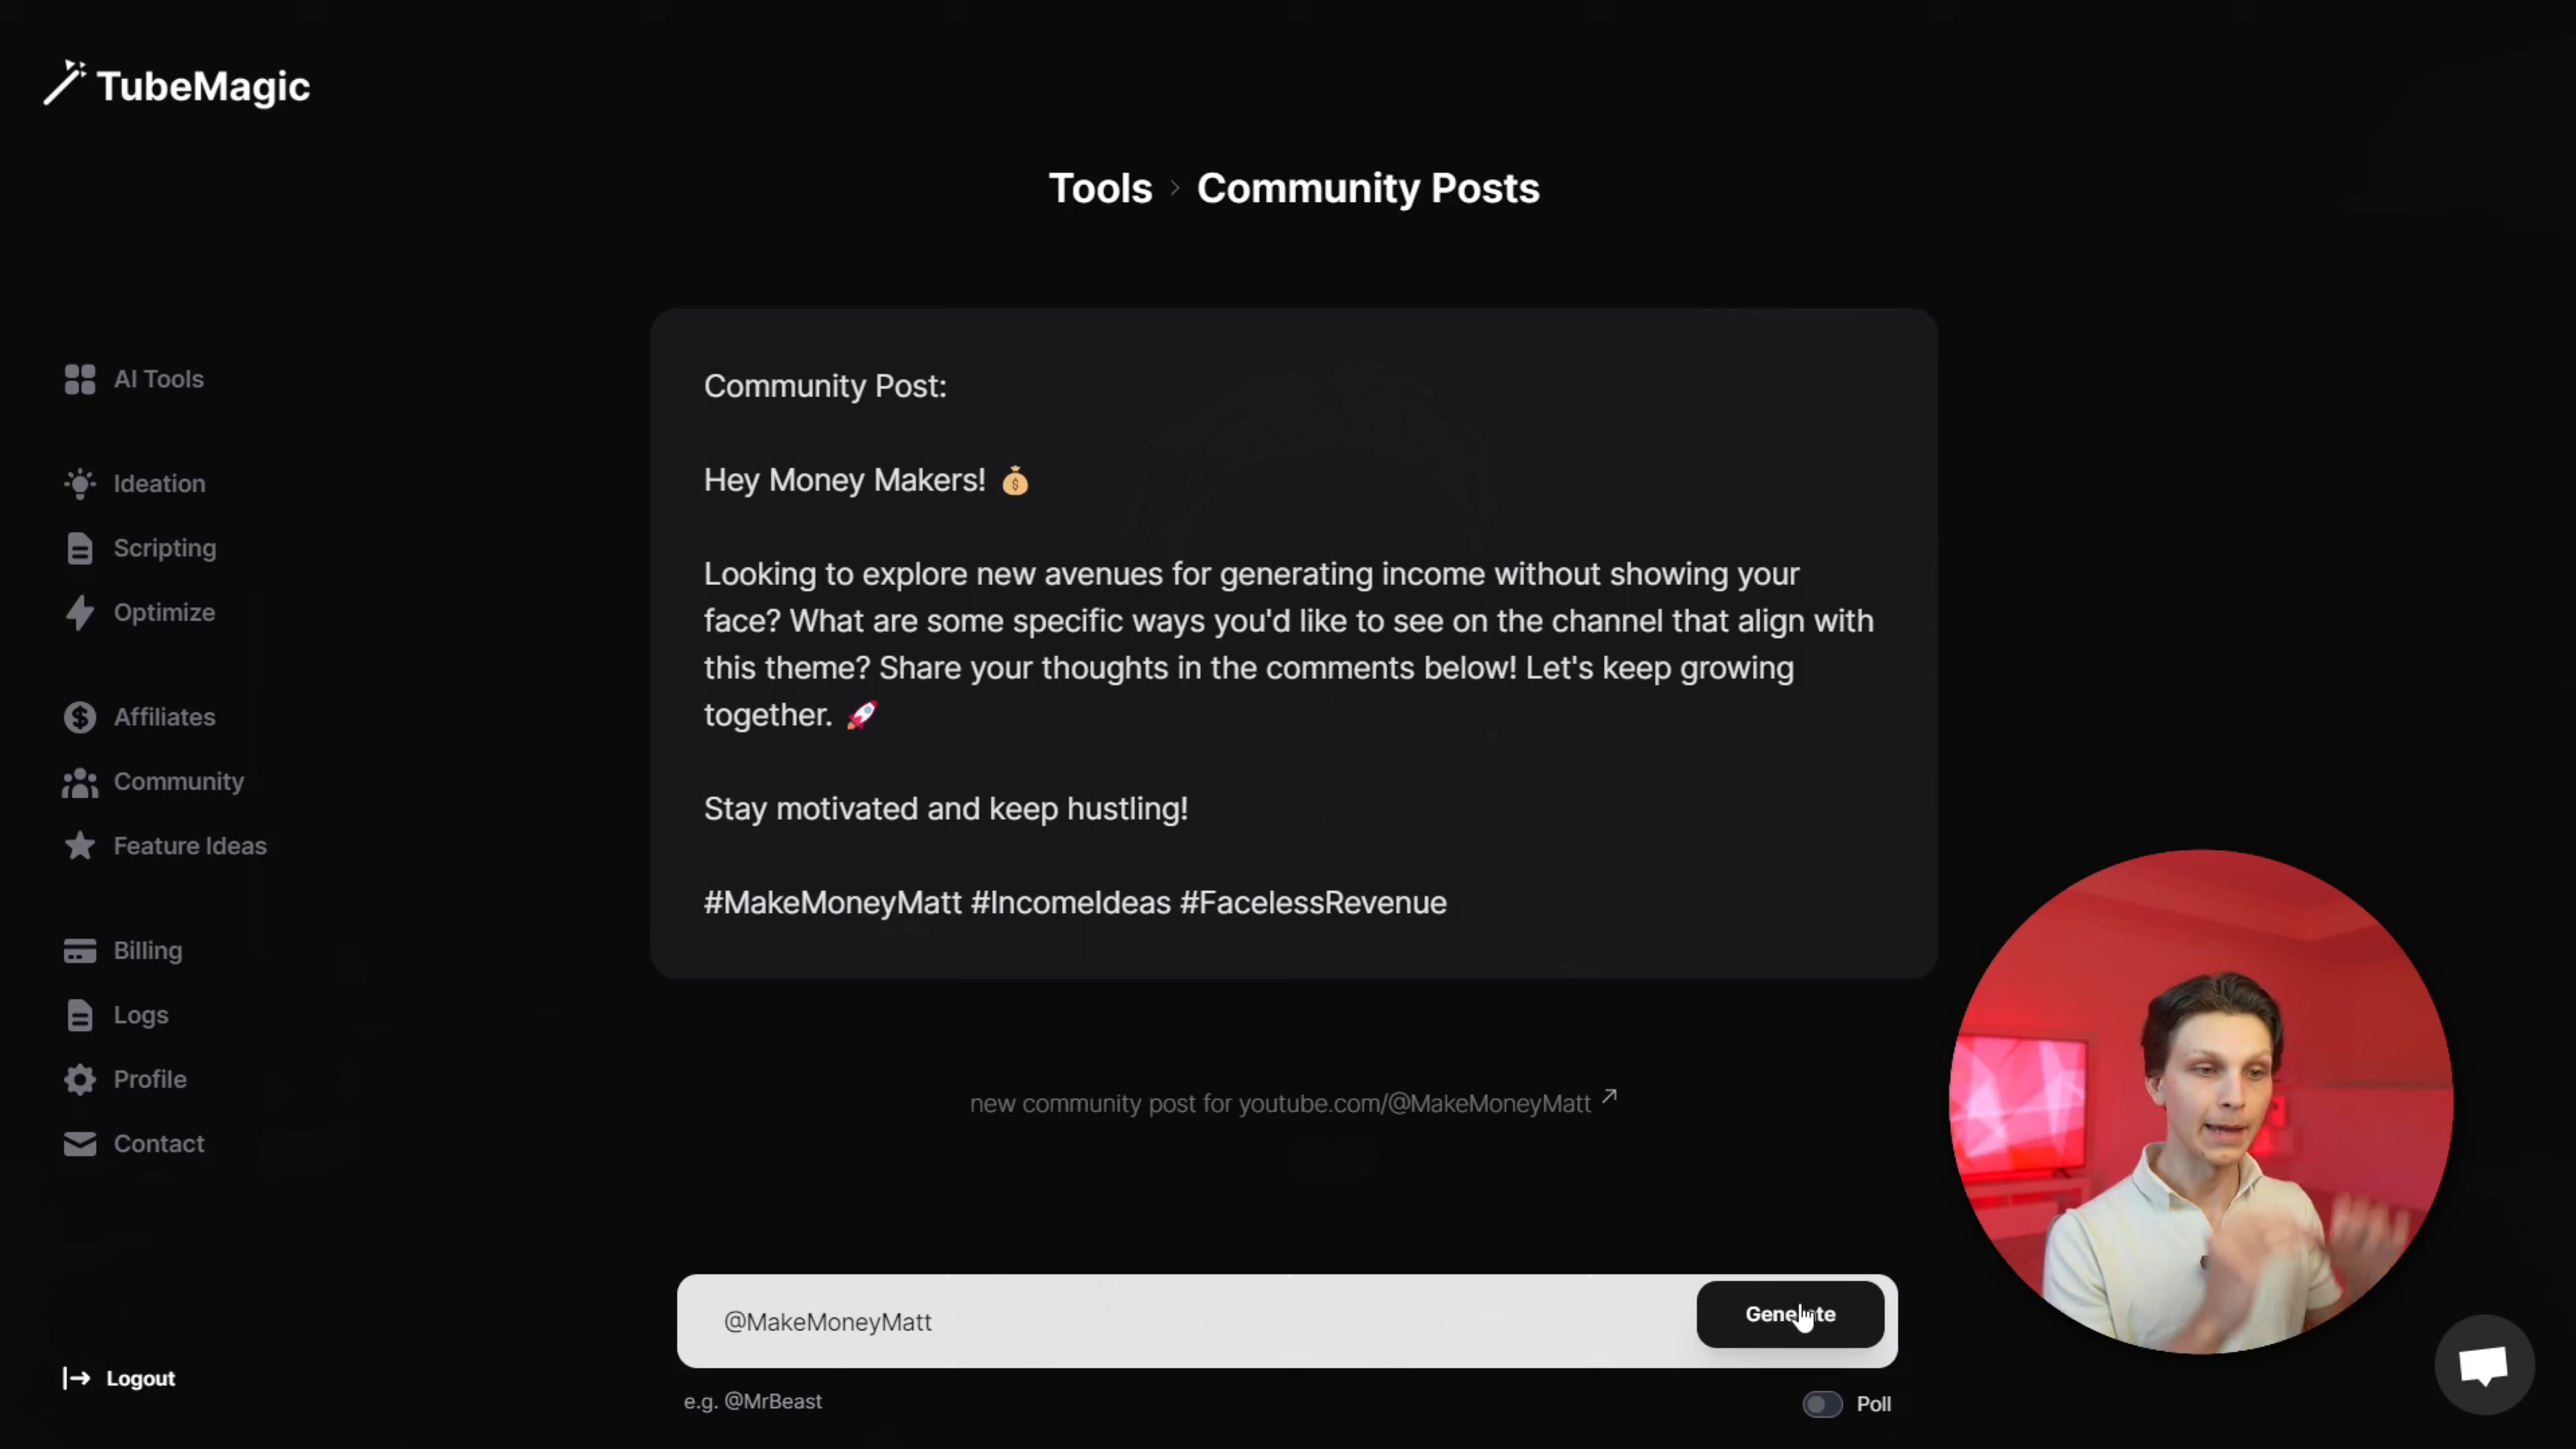 TubeMagic
Tools > Community Posts
AI Tools
Ideation
Scripting
Optimize
Affiliates
Community
Feature Ideas
Billing
Logs
Profile
Contact
Logout
Community Post:
Hey Money Makers! 💰
Looking to explore new avenues for generating income without showing your
face? What are some specific ways you'd like to see on the channel that align with
this theme? Share your thoughts in the comments below! Let's keep growing
together. 🚀
Stay motivated and keep hustling!
#MakeMoneyMatt #IncomeIdeas #FacelessRevenue
new community post for youtube.com/@MakeMoneyMatt ↗
@MakeMoneyMatt
Generate
e.g. @MrBeast
Poll